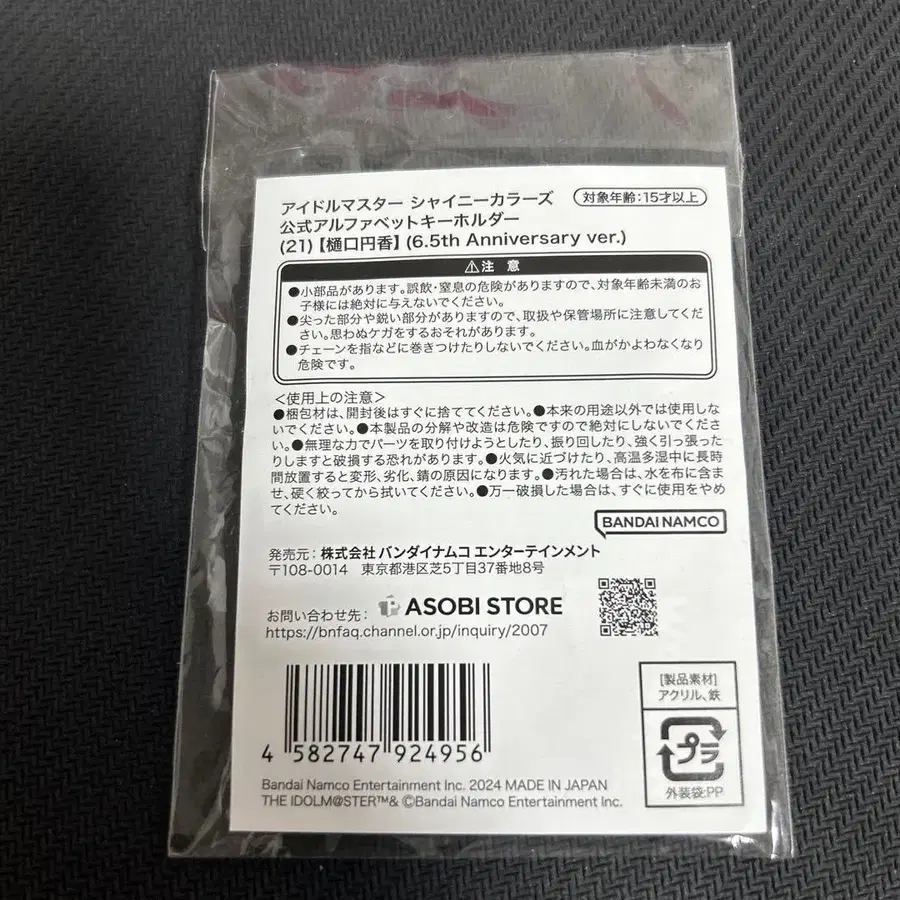 アイドルマスター シャイニーカラーズ
対象年齢:15才以上
公式アルファベットキーホルダー
(21)【樋口円香】(6.5th Anniversary ver.)
⚠注 意
●小部品があります。誤飲・窒息の危険がありますので、対象年齢未満のお
子様には絶対に与えないでください。
●尖った部分や鋭い部分がありますので、取扱や保管場所に注意してくだ
さい。思わぬケガをするおそれがあります。
●チェーンを指などに巻きつけたりしないでください。血がかよわなくなり
危険です。
<使用上の注意>
●梱包材は、開封後はすぐに捨ててください。●本来の用途以外では使用しな
いでください。●本製品の分解や改造は危険ですので絶対にしないでくださ
い。●無理な力でパーツを取り付けようとしたり、振り回したり、強く引っ張った
りしますと破損する恐れがあります。●火気に近づけたり、高温多湿中に長時
間放置すると変形、劣化、錆の原因になります。●汚れた場合は、水を布に含ま
せ、硬く絞ってから拭いてください。●万一破損した場合は、すぐに使用をやめ
てください。
BANDAI NAMCO
発売元:株式会社 バンダイナムコ エンターテインメント
〒108-0014 東京都港区芝5丁目37番地8号
お問い合わせ先: ASOBI STORE
https://bnfaq.channel.or.jp/inquiry/2007
[製品素材]
アクリル、鉄
プラ
外装袋:PP
4 582747 924956
Bandai Namco Entertainment Inc. 2024 MADE IN JAPAN
THE IDOLM@STER™& ©Bandai Namco Entertainment Inc.